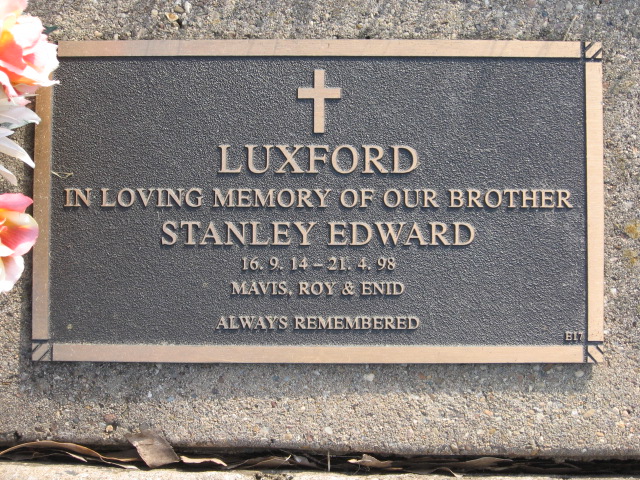 LUXFORD
IN LOVING MEMORY OF OUR BROTHER
STANLEY EDWARD
16. 9. 14 – 21. 4. 98
MAVIS, ROY & ENID
ALWAYS REMEMBERED
E17